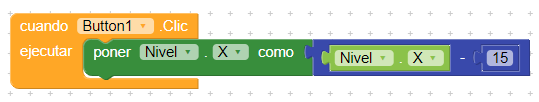 cuando Button1 .Clic
ejecutar poner Nivel . X como Nivel . X - 15